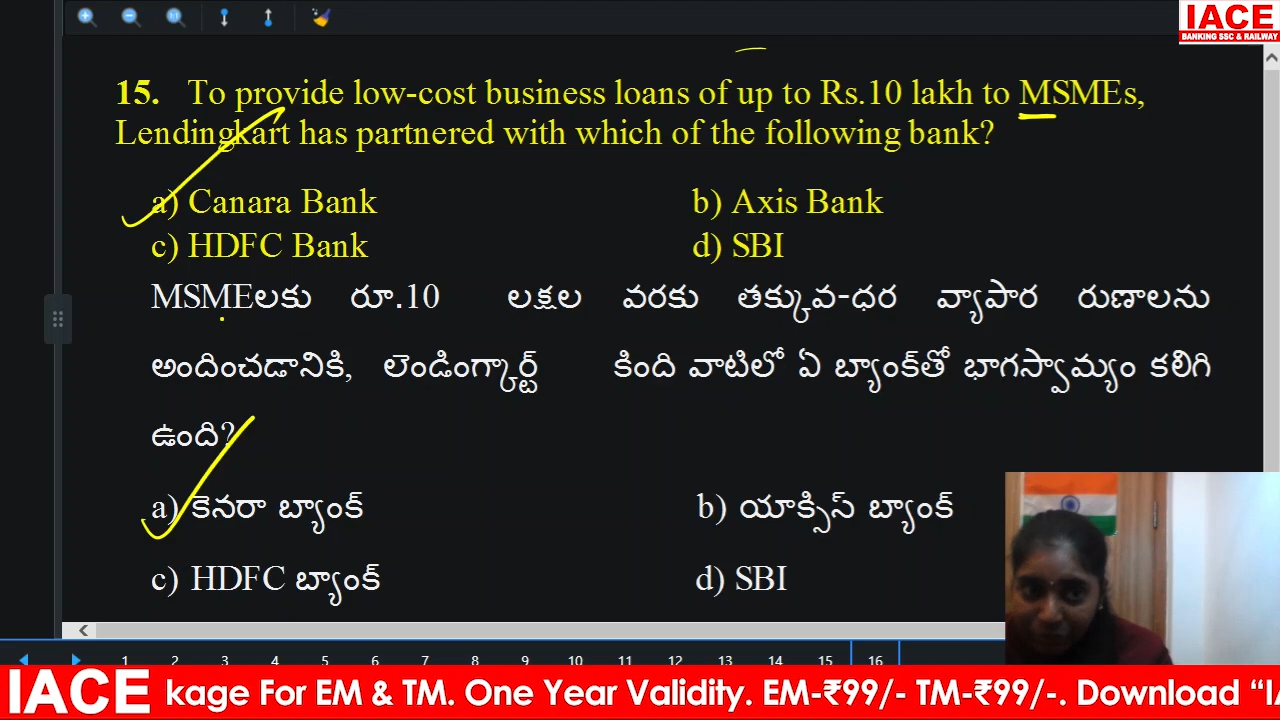 IACE
BANKING SSC & RAILWAY
15. To provide low-cost business loans of up to Rs.10 lakh to MSMEs,
Lendingkart has partnered with which of the following bank?
a) Canara Bank b) Axis Bank
c) HDFC Bank d) SBI
MSMEలకు రూ.10 లక్షల వరకు తక్కువ-ధర వ్యాపార రుణాలను
అందించడానికి, లెండింగ్కార్ట్ కింది వాటిలో ఏ బ్యాంక్‌తో భాగస్వామ్యం కలిగి
ఉంది?
a) కెనరా బ్యాంక్ b) యాక్సిస్ బ్యాంక్
c) HDFC బ్యాంక్ d) SBI
1 2 3 4 5 6 7 8 9 10 11 12 13 14 15 16
IACE kage For EM & TM. One Year Validity. EM-₹99/- TM-₹99/-. Download “I